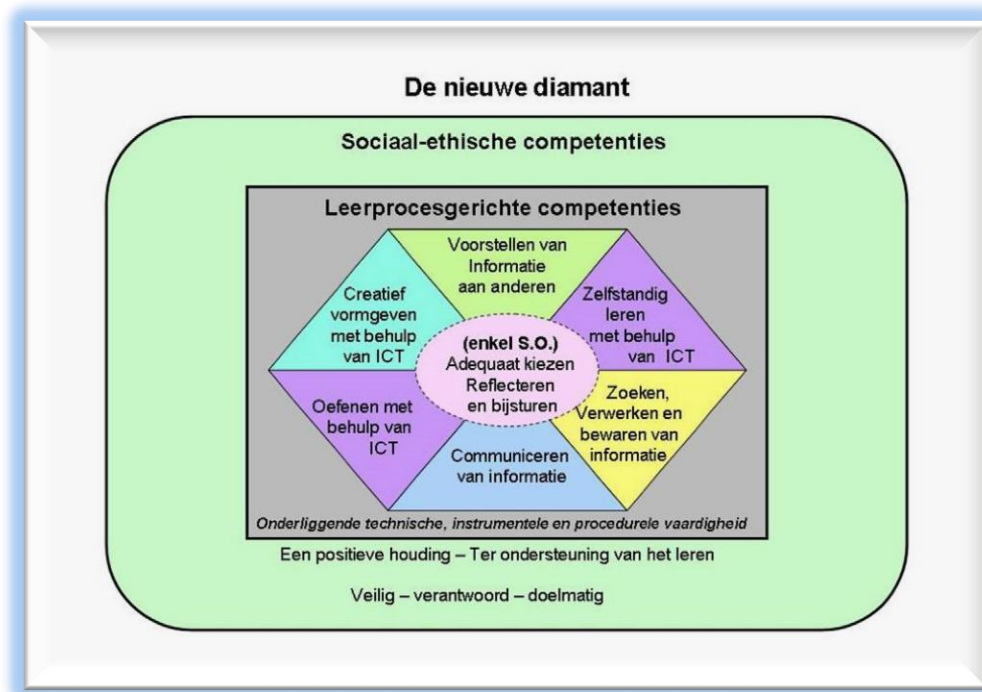 De nieuwe diamant
Sociaal-ethische competenties
Leerprocesgerichte competenties
Voorstellen van
Informatie
aan anderen
Creatief
vormgeven
met behulp
van ICT
Zelfstandig
leren
met behulp
van ICT
(enkel S.O.)
Adequaat kiezen
Reflecteren
en bijsturen
Oefenen met
behulp van
ICT
Zoeken,
Verwerken en
bewaren van
informatie
Communiceren
van informatie
Onderliggende technische, instrumentele en procedurele vaardigheid
Een positieve houding – Ter ondersteuning van het leren
Veilig – verantwoord – doelmatig